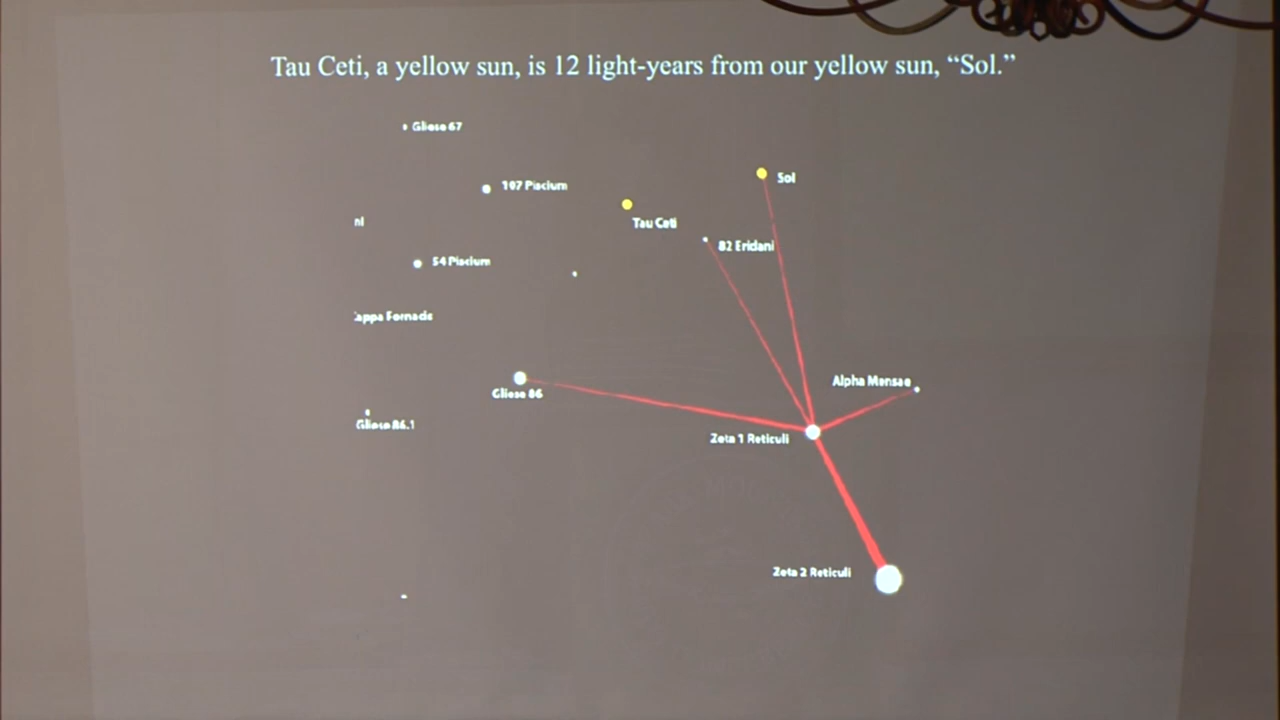 Tau Ceti, a yellow sun, is 12 light-years from our yellow sun, “Sol.”
Gliese 67
107 Piscium
Sol
ni
Tau Ceti
82 Eridani
54 Piscium
appa Fornacis
Alpha Mensae
Gliese 86
Gliese 86.1
Zeta 1 Reticuli
Zeta 2 Reticuli